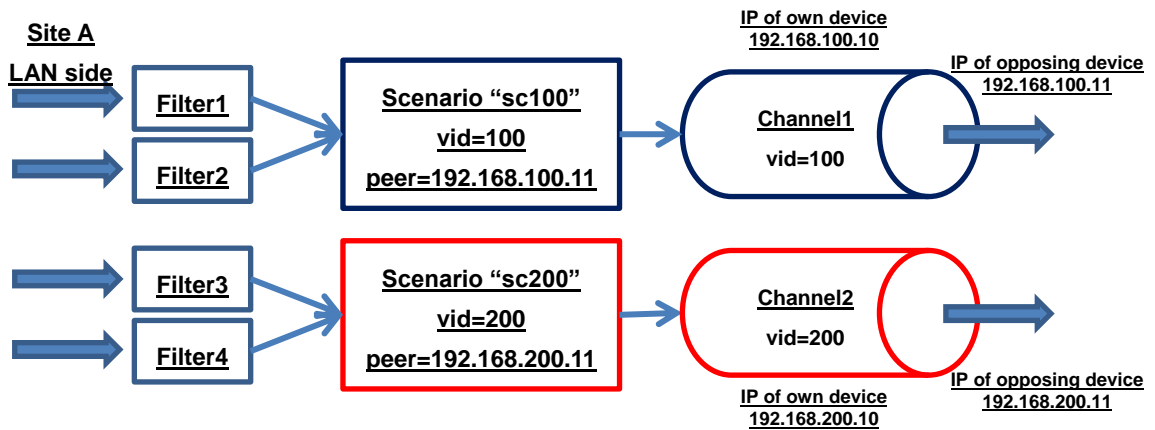 Site A
LAN side
Filter1
Filter2
Scenario “sc100”
vid=100
peer=192.168.100.11
IP of own device
192.168.100.10
Channel1
vid=100
IP of opposing device
192.168.100.11
Filter3
Filter4
Scenario “sc200”
vid=200
peer=192.168.200.11
Channel2
vid=200
IP of own device
192.168.200.10
IP of opposing device
192.168.200.11